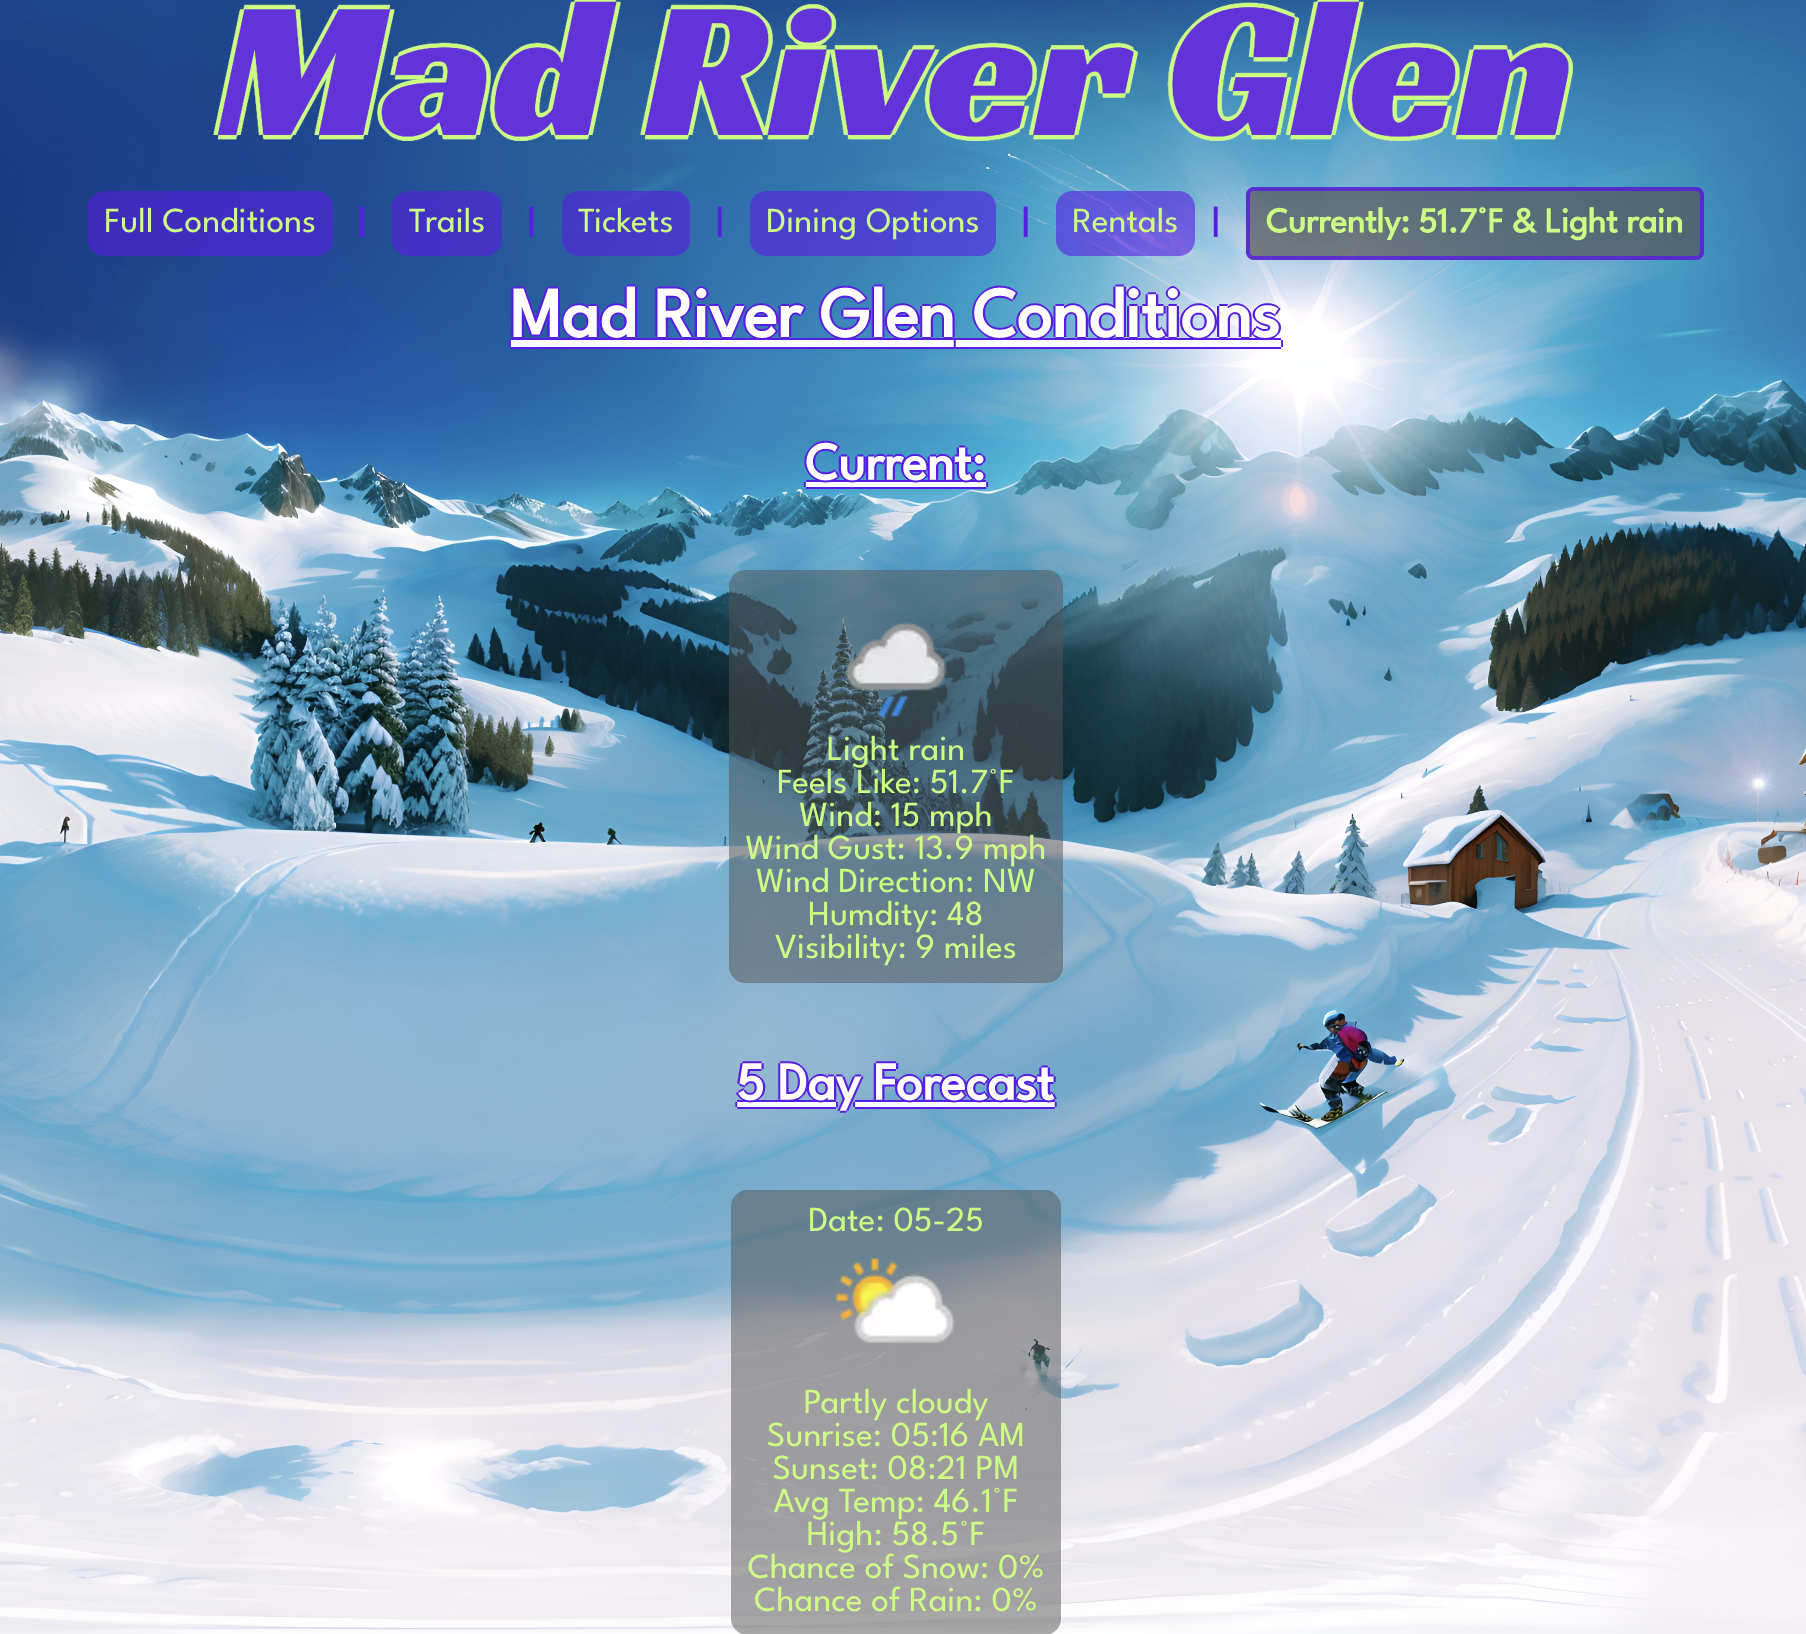 Mad River Glen
Full Conditions | Trails | Tickets | Dining Options | Rentals | Currently: 51.7°F & Light rain
Mad River Glen Conditions
Current:
Light rain
Feels Like: 51.7°F
Wind: 15 mph
Wind Gust: 13.9 mph
Wind Direction: NW
Humdity: 48
Visibility: 9 miles
5 Day Forecast
Date: 05-25
Partly cloudy
Sunrise: 05:16 AM
Sunset: 08:21 PM
Avg Temp: 46.1°F
High: 58.5°F
Chance of Snow: 0%
Chance of Rain: 0%